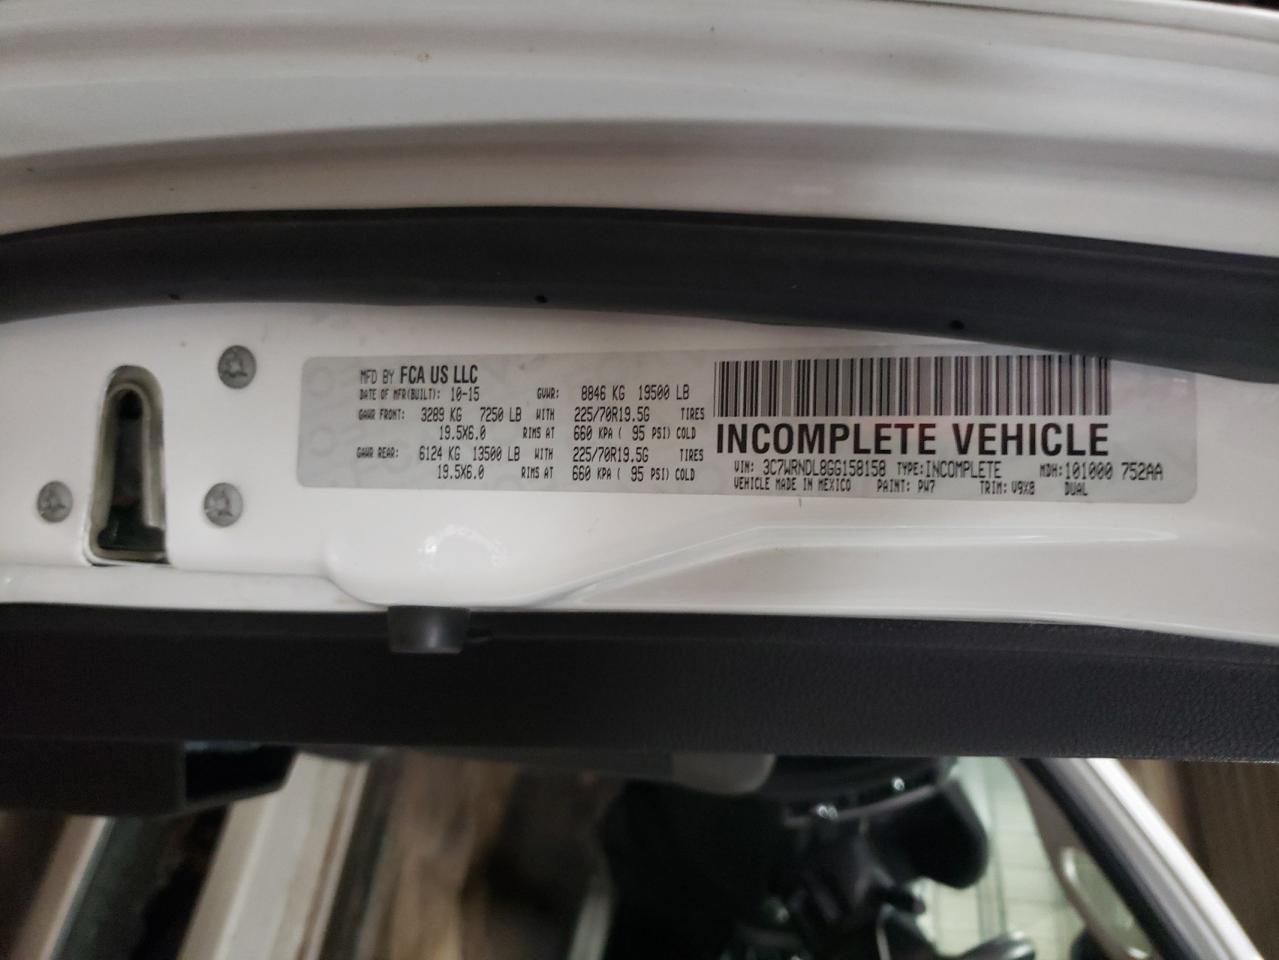 MFD BY FCA US LLC
DATE OF MFR(BUILT): 10-15 GVWR: 8846 KG 19500 LB
GAWR FRONT: 3289 KG 7250 LB WITH 225/70R19.5G TIRES
19.5X6.0 RIMS AT 660 KPA ( 95 PSI) COLD
GAWR REAR: 6124 KG 13500 LB WITH 225/70R19.5G TIRES
19.5X6.0 RIMS AT 660 KPA ( 95 PSI) COLD
INCOMPLETE VEHICLE
VIN: 3C7WRNDL8GG158158 TYPE: INCOMPLETE MDH: 101000 752AA
VEHICLE MADE IN MEXICO PAINT: PW7 TRIM: V9X8 DUAL